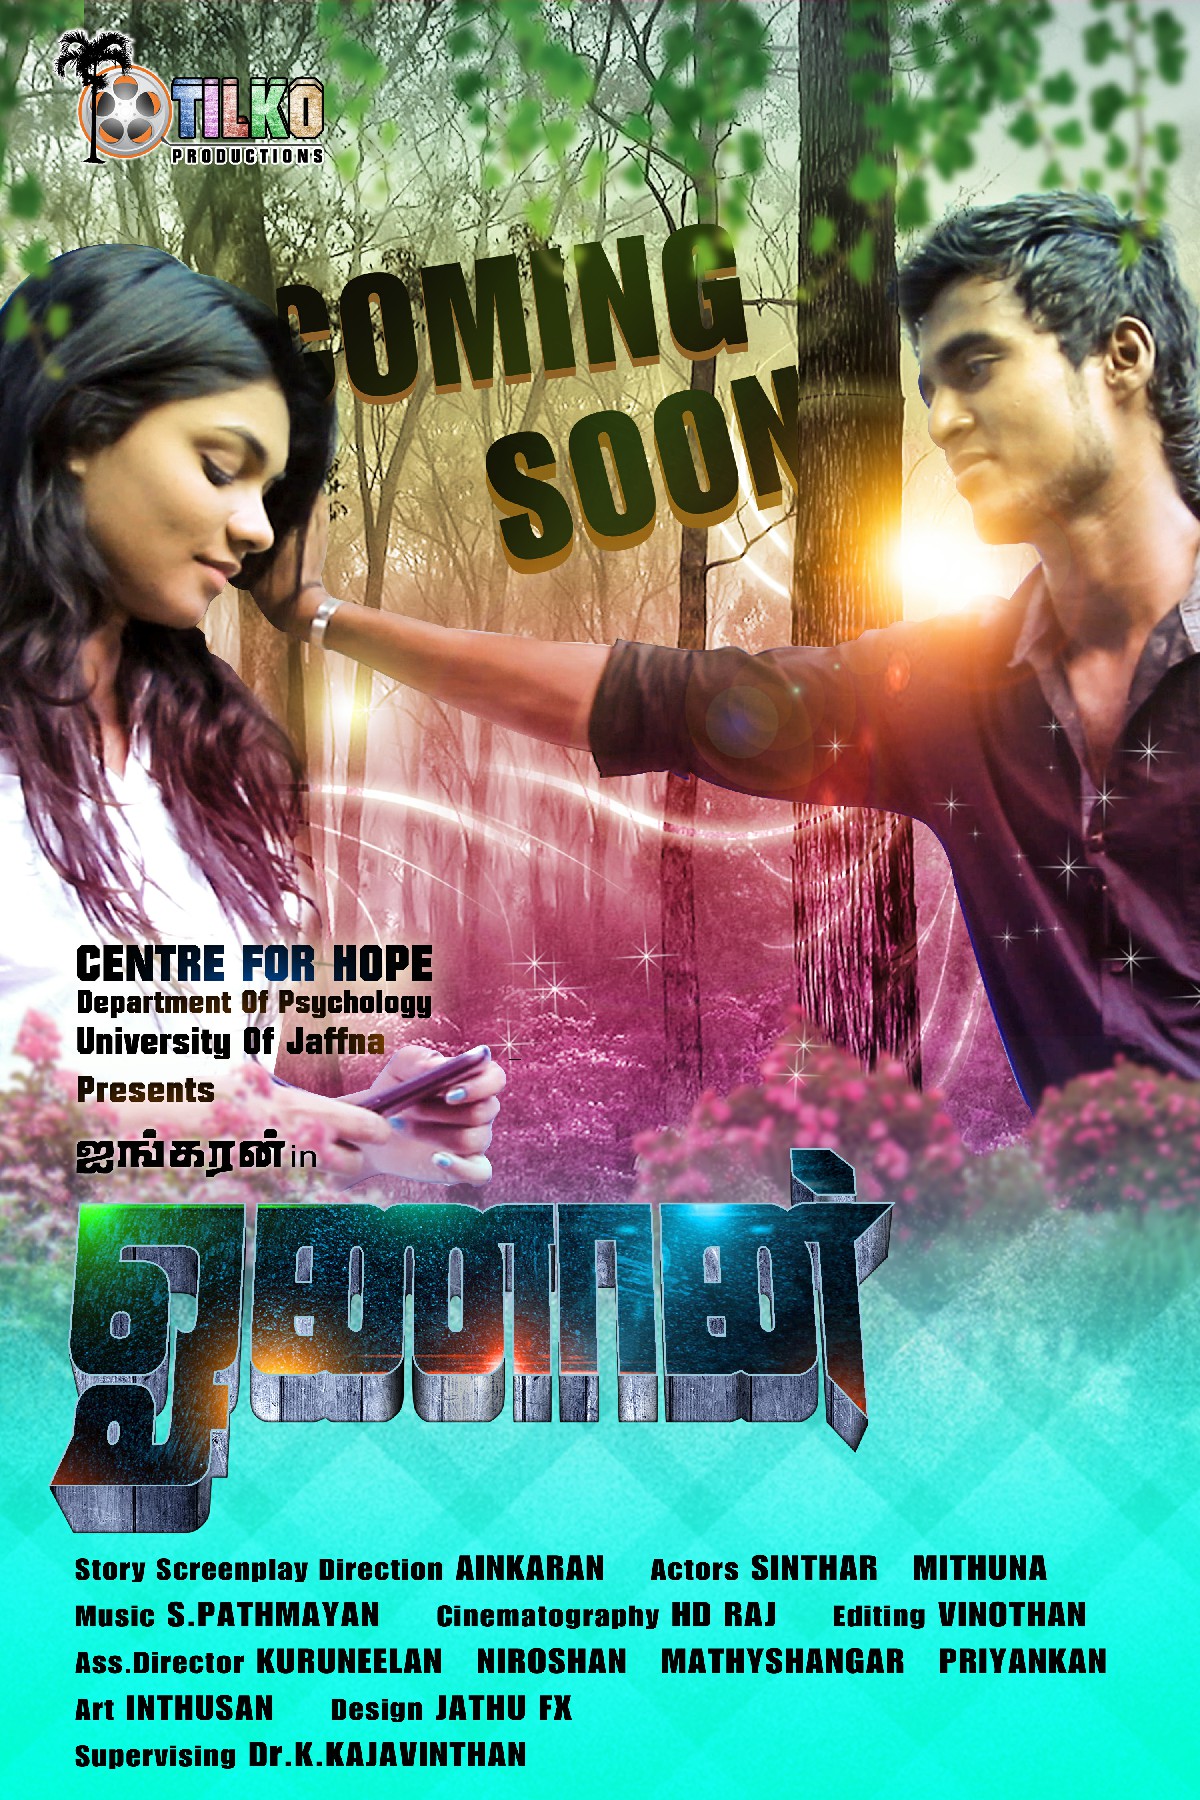 TILKO
PRODUCTIONS
COMING
SOON
CENTRE FOR HOPE
Department Of Psychology
University Of Jaffna
Presents
ஐங்கரன் in
ஓணான்
Story Screenplay Direction AINKARAN Actors SINTHAR MITHUNA
Music S.PATHMAYAN Cinematography HD RAJ Editing VINOTHAN
Ass.Director KURUNEELAN NIROSHAN MATHYSHANGAR PRIYANKAN
Art INTHUSAN Design JATHU FX
Supervising Dr.K.KAJAVINTHAN